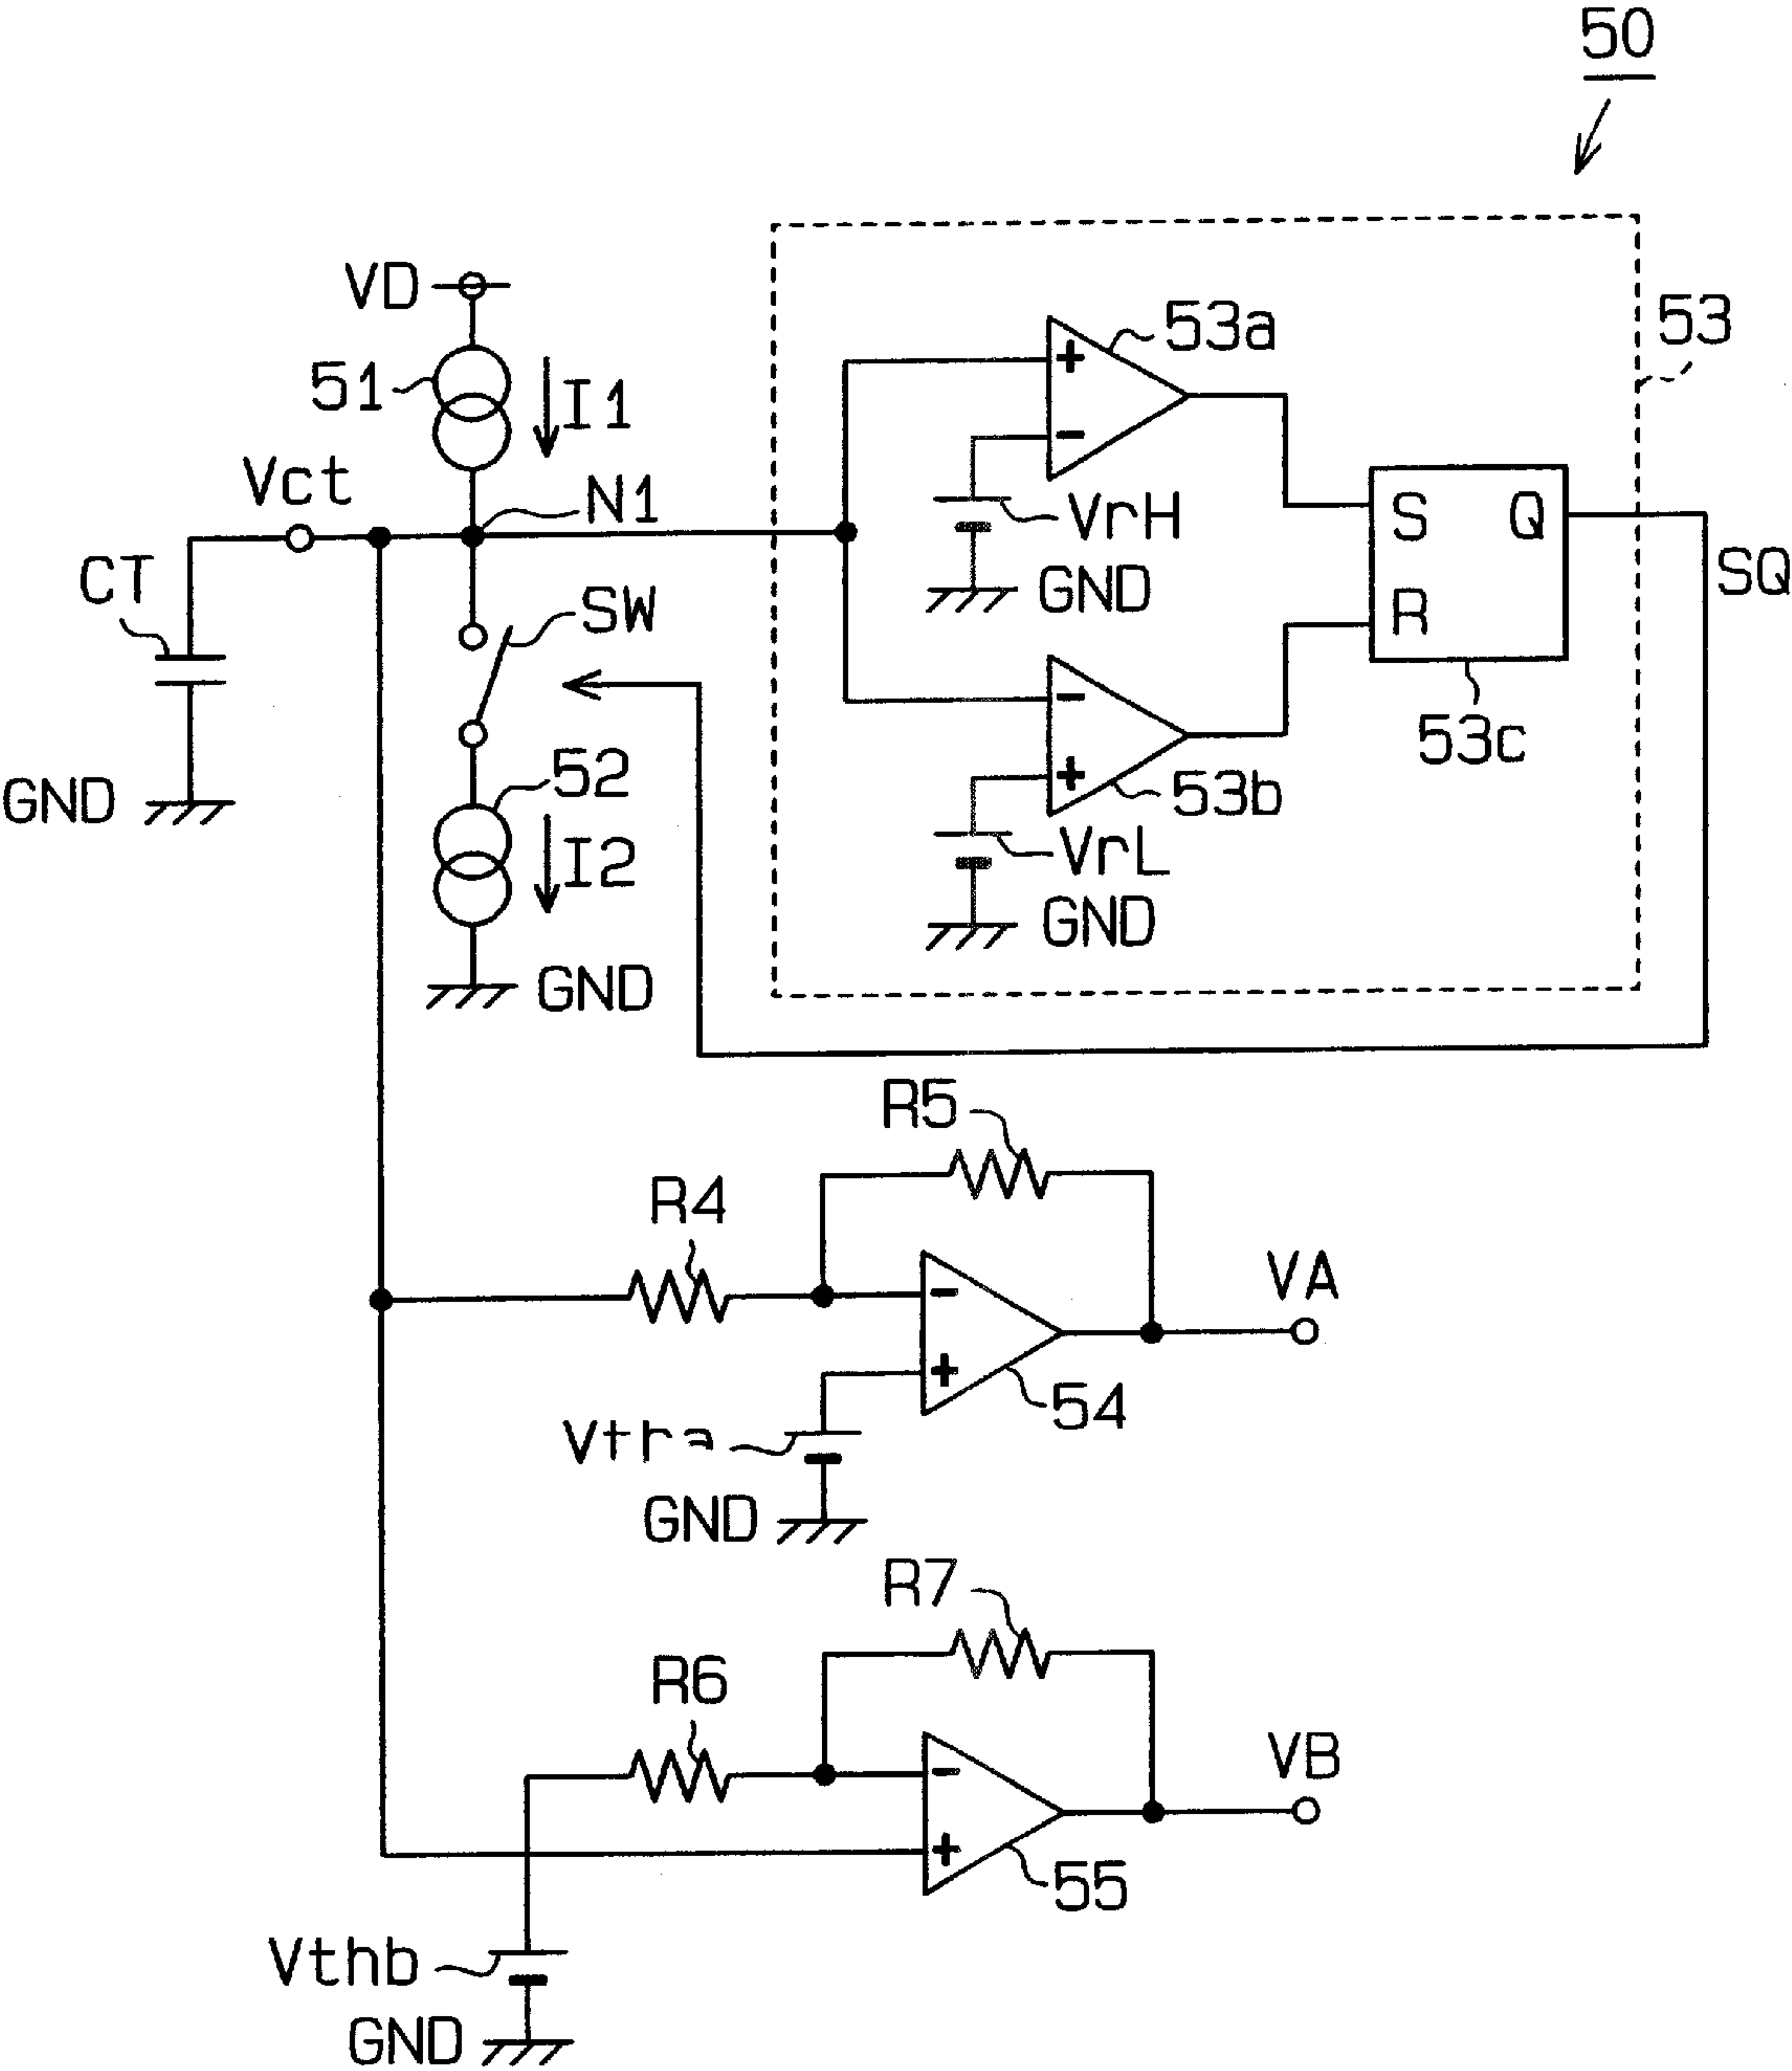 50
VD
53a
53
51
I1
Vct
N1
VrH
S
Q
CT
SW
GND
SQ
R
52
53c
GND
53b
I2
VrL
GND
GND
R5
R4
VA
54
Vtha
GND
R7
R6
VB
55
Vthb
GND